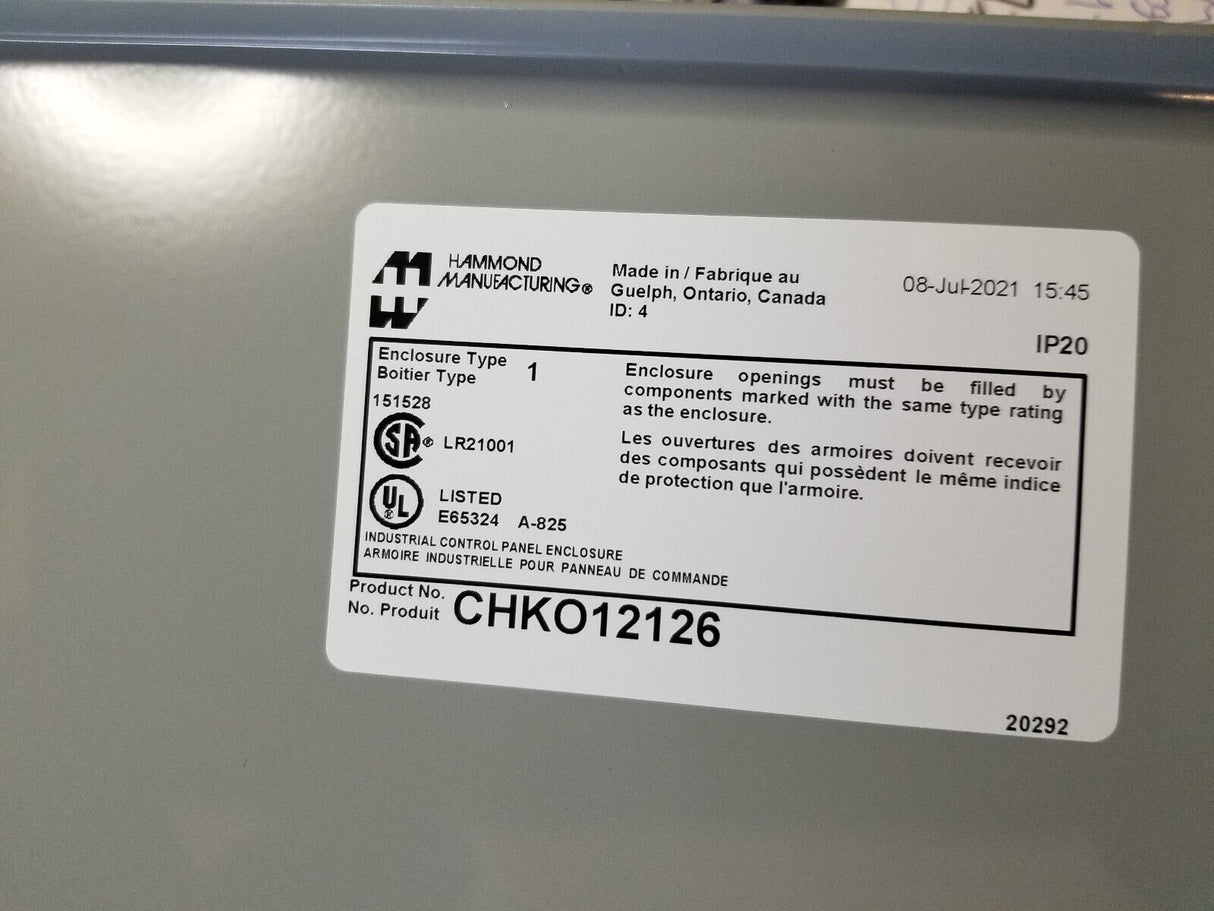 HAMMOND
MANUFACTURING®
Made in / Fabrique au
Guelph, Ontario, Canada
ID: 4
08-Jul-2021 15:45
IP20
Enclosure Type
Boitier Type
1
151528
SA® LR21001
UL® LISTED
E65324 A-825
INDUSTRIAL CONTROL PANEL ENCLOSURE
ARMOIRE INDUSTRIELLE POUR PANNEAU DE COMMANDE
Enclosure openings must be filled by
components marked with the same type rating
as the enclosure.
Les ouvertures des armoires doivent recevoir
des composants qui possèdent le même indice
de protection que l'armoire.
Product No.
No. Produit
CHKO12126
20292